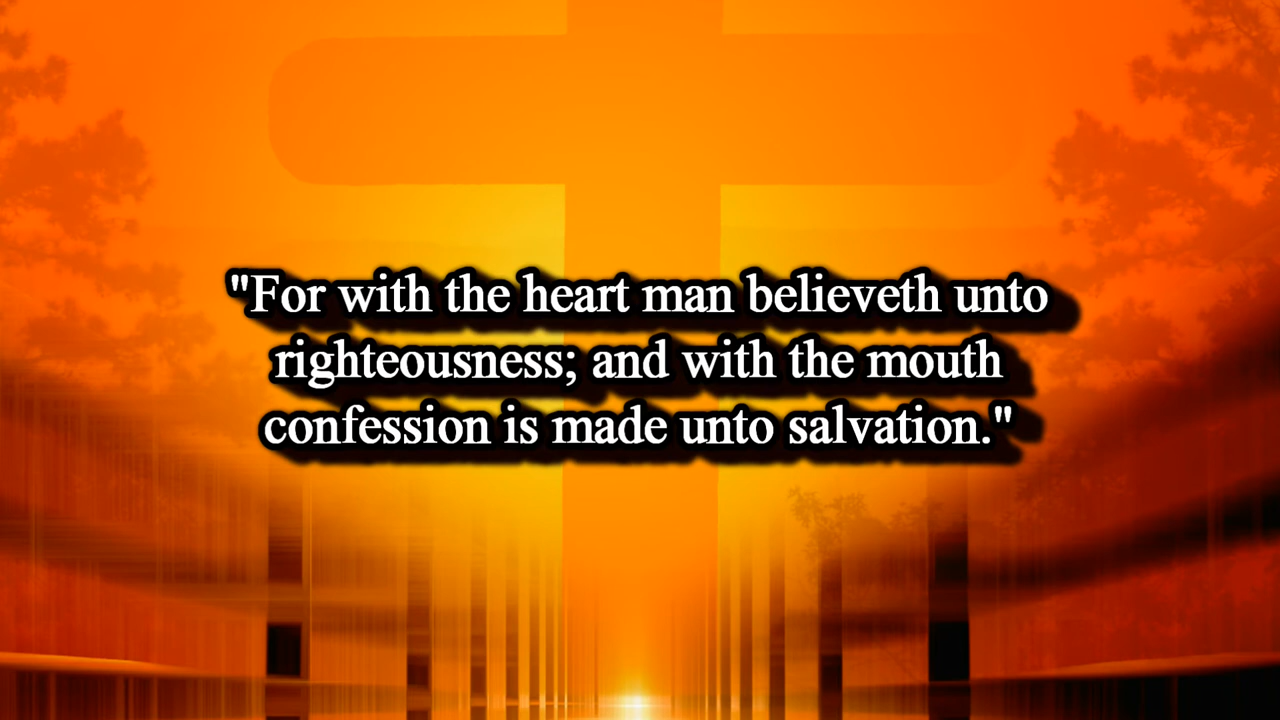 "For with the heart man believeth unto
righteousness; and with the mouth
confession is made unto salvation."